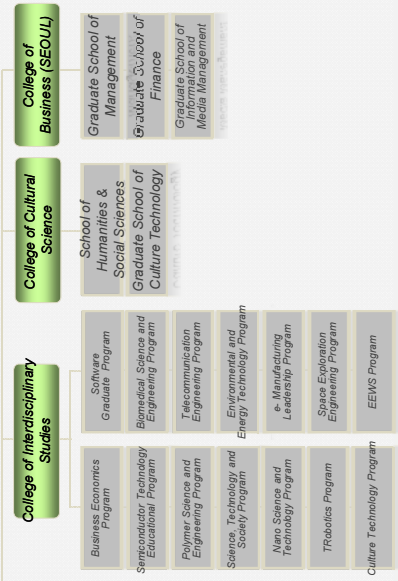 College of
Business (SEOUL)
Graduate School of
Management
Graduate School of
Finance
Graduate School of
Information and
Media Management
College of Cultural
Science
School of
Humanities &
Social Sciences
Graduate School of
Culture Technology
College of Interdisciplinary
Studies
Software
Graduate Program
Biomedical Science and
Engineering Program
Telecommunication
Engineering Program
Environmental and
Energy Technology Program
e- Manufacturing
Leadership Program
Space Exploration
Engineering Program
EEWS Program
Business Economics
Program
Semiconductor Technology
Educational Program
Polymer Science and
Engineering Program
Science, Technology and
Society Program
Nano Science and
Technology Program
TRobotics Program
Culture Technology Program